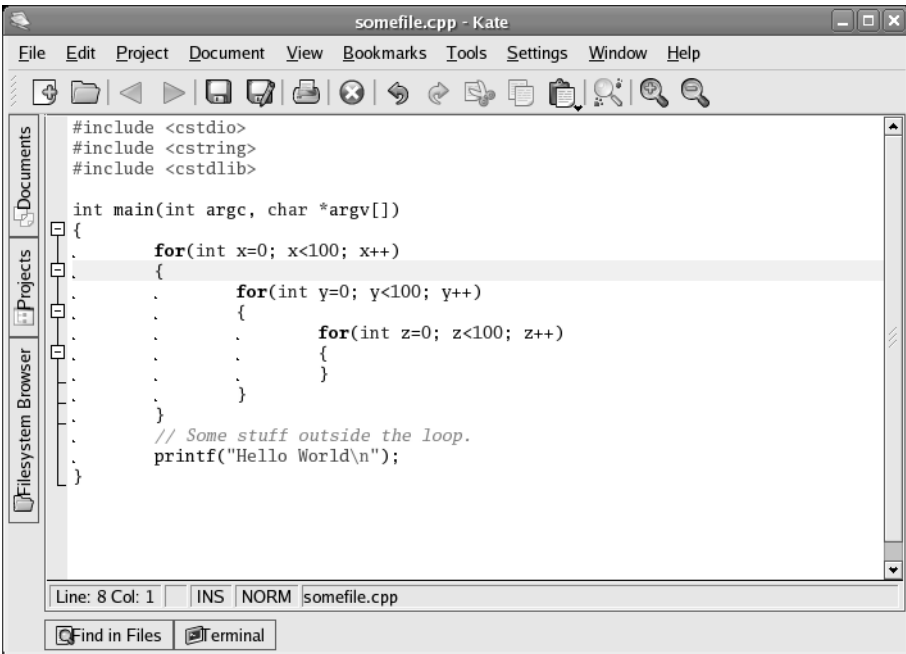 somefile.cpp - Kate
File Edit Project Document View Bookmarks Tools Settings Window Help
Documents
Projects
Filesystem Browser
#include <cstdio>
#include <cstring>
#include <cstdlib>
int main(int argc, char *argv[])
{
for(int x=0; x<100; x++)
{
for(int y=0; y<100; y++)
{
for(int z=0; z<100; z++)
{
}
}
}
// Some stuff outside the loop.
printf("Hello World\n");
}
Line: 8 Col: 1 INS NORM somefile.cpp
Find in Files Terminal